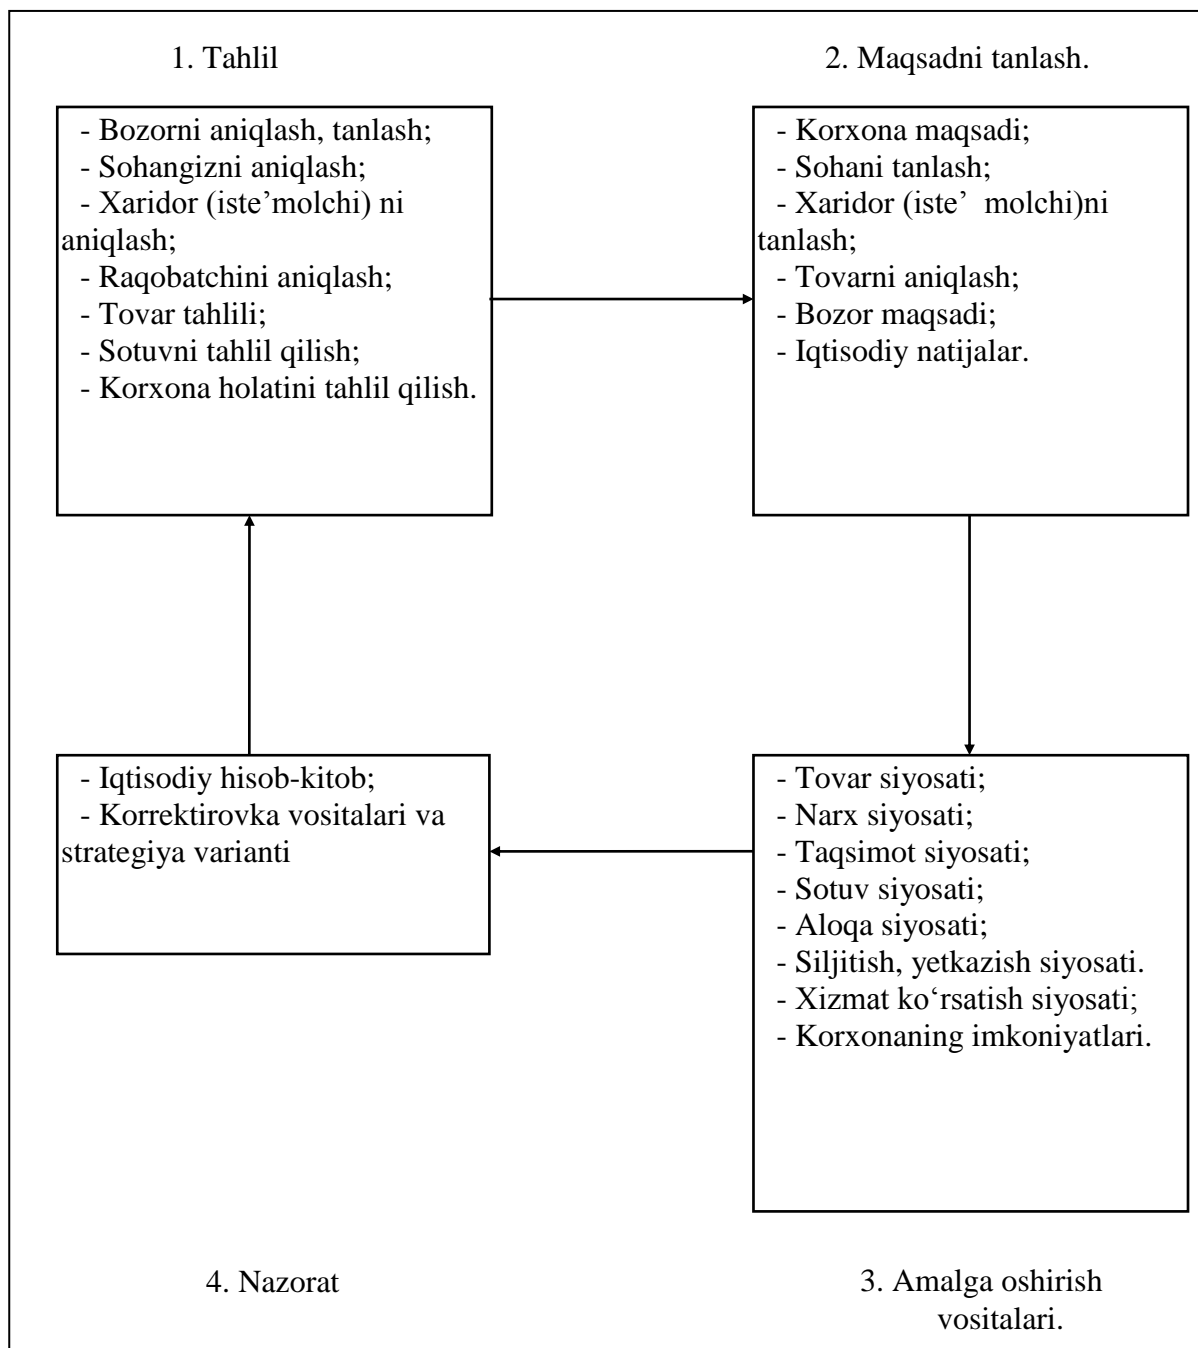 1. Tahlil
2. Maqsadni tanlash.
- Bozorni aniqlash, tanlash;
- Sohangizni aniqlash;
- Xaridor (iste’molchi) ni
aniqlash;
- Raqobatchini aniqlash;
- Tovar tahlili;
- Sotuvni tahlil qilish;
- Korxona holatini tahlil qilish.
- Korxona maqsadi;
- Sohani tanlash;
- Xaridor (iste’ molchi)ni
tanlash;
- Tovarni aniqlash;
- Bozor maqsadi;
- Iqtisodiy natijalar.
- Iqtisodiy hisob-kitob;
- Korrektirovka vositalari va
strategiya varianti
- Tovar siyosati;
- Narx siyosati;
- Taqsimot siyosati;
- Sotuv siyosati;
- Aloqa siyosati;
- Siljitish, yetkazish siyosati.
- Xizmat ko‘rsatish siyosati;
- Korxonaning imkoniyatlari.
4. Nazorat
3. Amalga oshirish
vositalari.